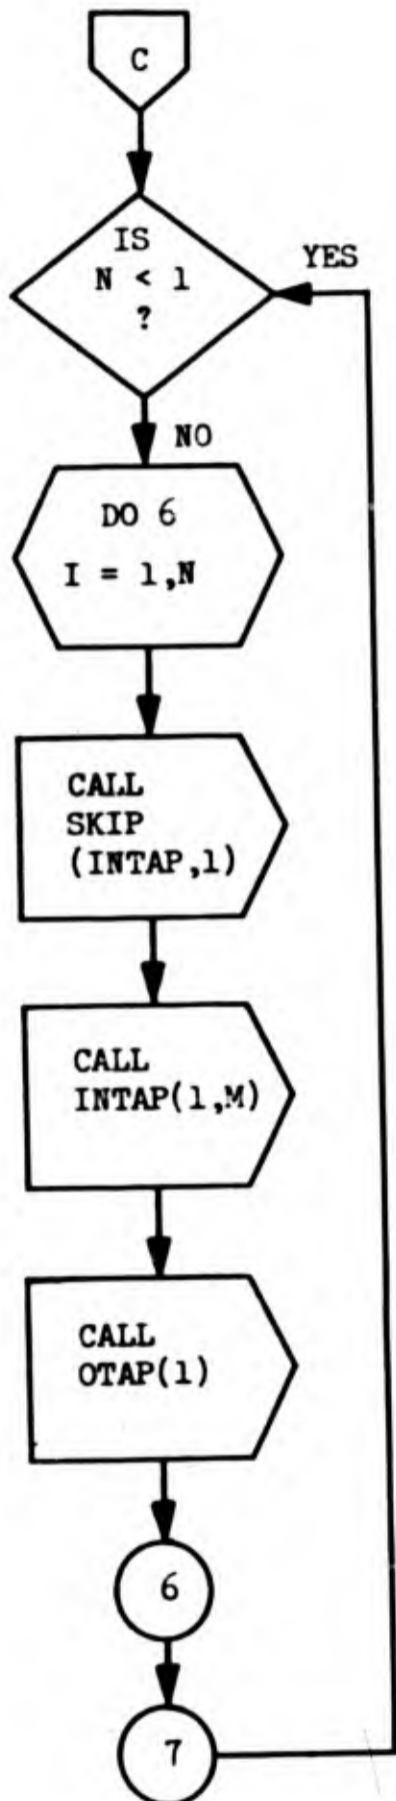 C
IS
N < 1
?
YES
NO
DO 6
I = 1,N
CALL
SKIP
(INTAP,1)
CALL
INTAP(1,M)
CALL
OTAP(1)
6
7